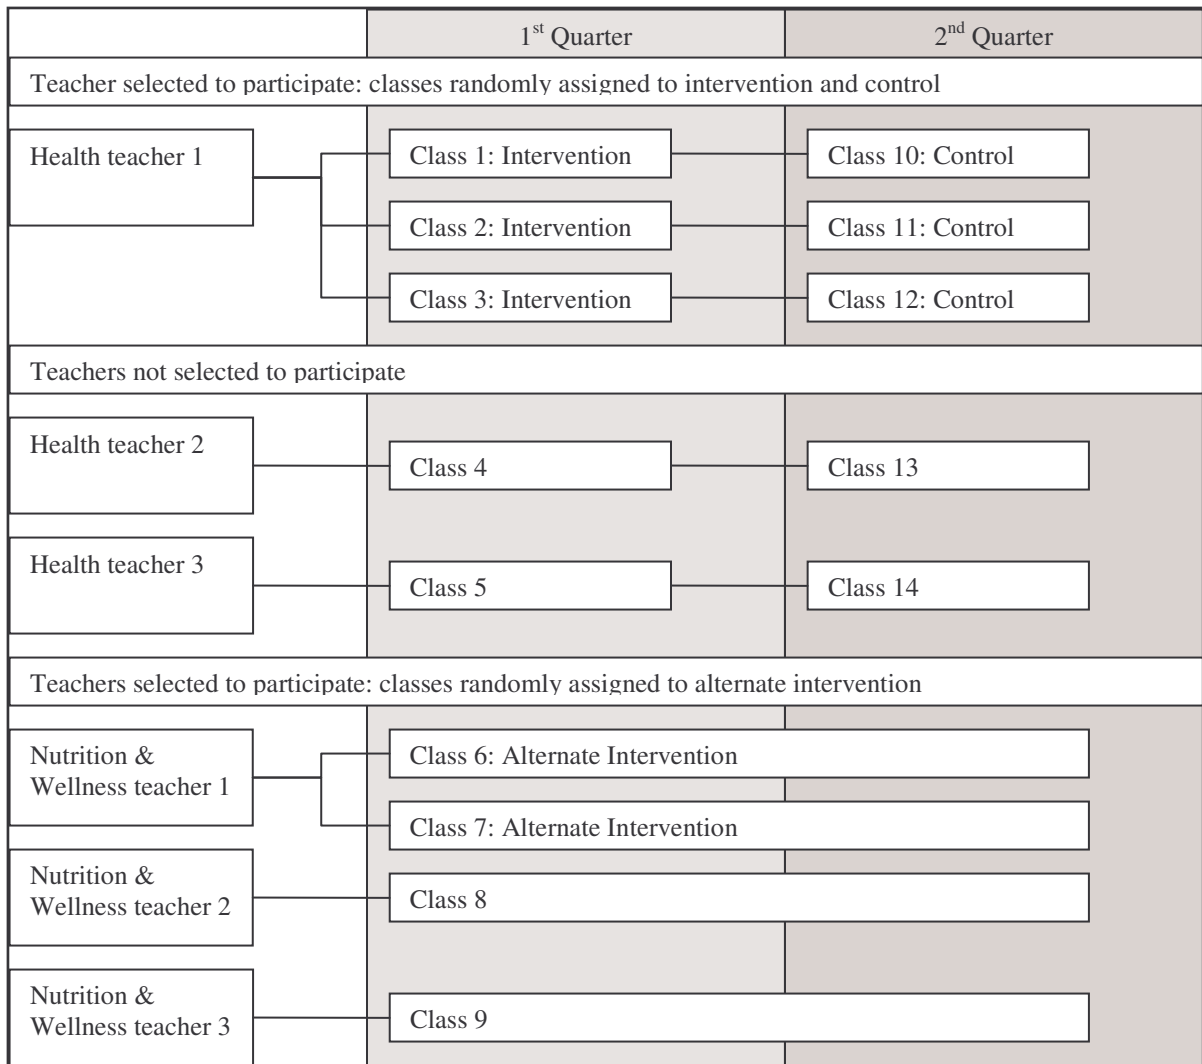 1st Quarter
2nd Quarter
Teacher selected to participate: classes randomly assigned to intervention and control
Health teacher 1
Class 1: Intervention
Class 10: Control
Class 2: Intervention
Class 11: Control
Class 3: Intervention
Class 12: Control
Teachers not selected to participate
Health teacher 2
Class 4
Class 13
Health teacher 3
Class 5
Class 14
Teachers selected to participate: classes randomly assigned to alternate intervention
Nutrition &
Wellness teacher 1
Class 6: Alternate Intervention
Class 7: Alternate Intervention
Nutrition &
Wellness teacher 2
Class 8
Nutrition &
Wellness teacher 3
Class 9